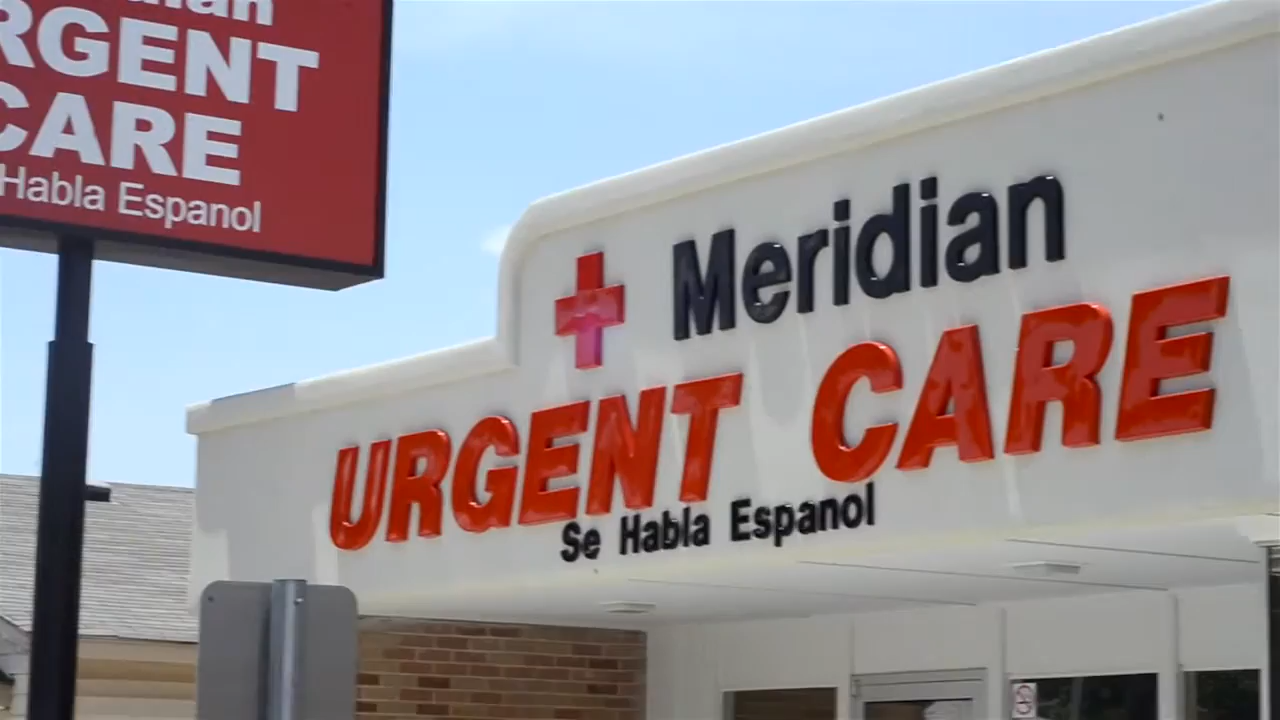 RGENT
CARE
Habla Espanol
Meridian
URGENT CARE
Se Habla Espanol